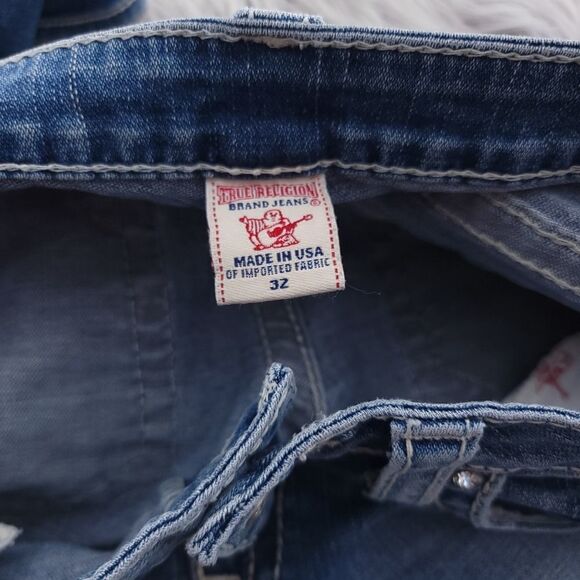 TRUE RELIGION
BRAND JEANS®
MADE IN USA
OF IMPORTED FABRIC
32